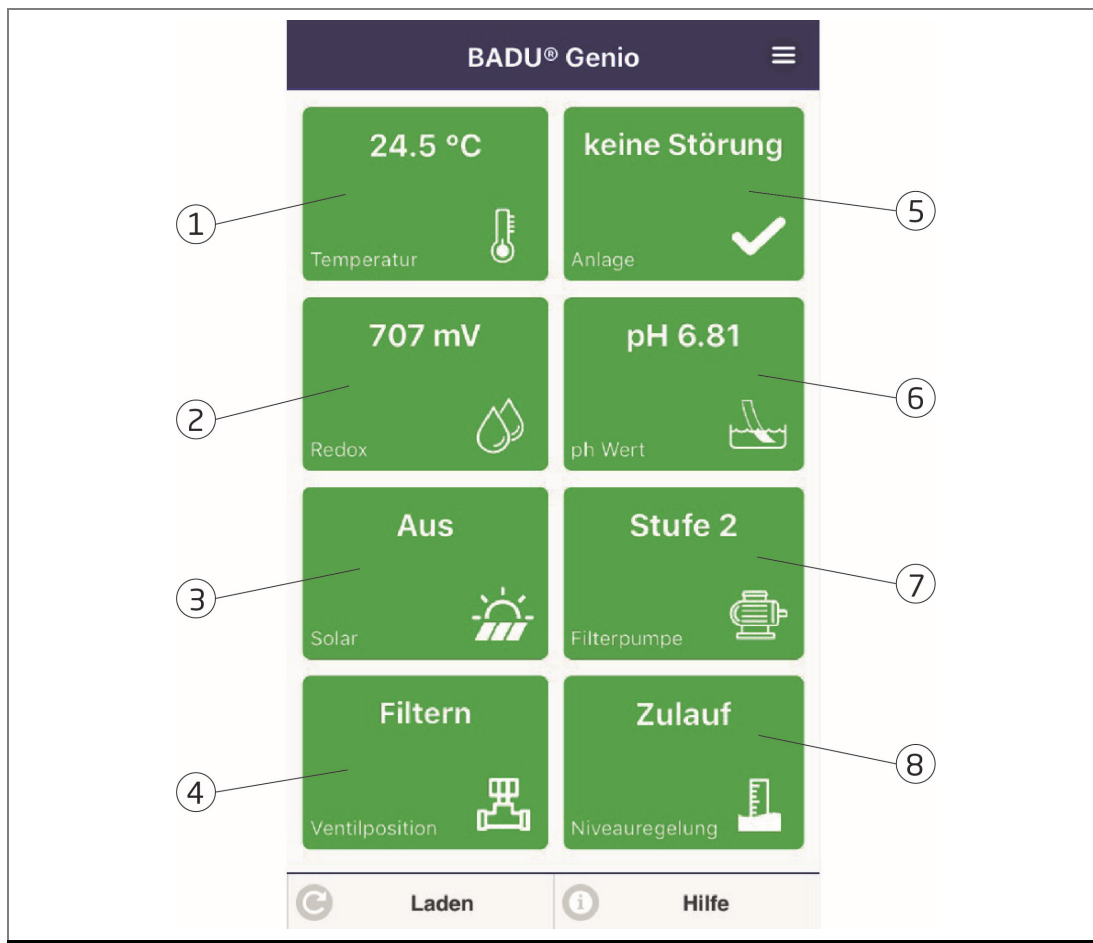 BADU® Genio
24.5 °C
Temperatur
1
keine Störung
Anlage
5
707 mV
Redox
2
pH 6.81
ph Wert
6
Aus
Solar
3
Stufe 2
Filterpumpe
7
Filtern
Ventilposition
4
Zulauf
Niveauregelung
8
Laden
Hilfe